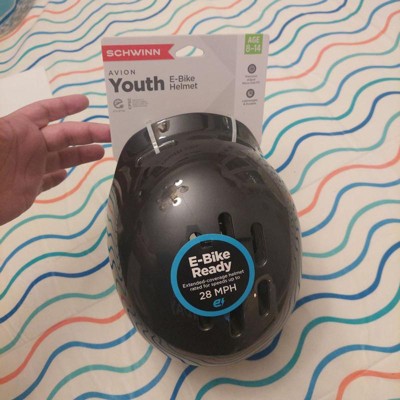 SCHWINN
AVION
Youth E-Bike
Helmet
AGE
8-14
E-Bike
Ready
Extended-coverage helmet
rated for speeds up to
28 MPH